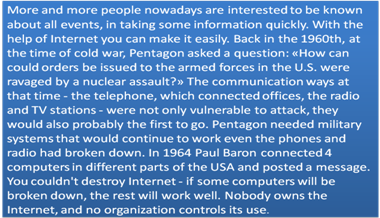 More and more people nowadays are interested to be known
about all events, in taking some information quickly. With the
help of Internet you can make it easily. Back in the 1960th, at
the time of cold war, Pentagon asked a question: «How can
could orders be issued to the armed forces in the U.S. were
ravaged by a nuclear assault?» The communication ways at
that time - the telephone, which connected offices, the radio
and TV stations - were not only vulnerable to attack, they
would also probably the first to go. Pentagon needed military
systems that would continue to work even the phones and
radio had broken down. In 1964 Paul Baron connected 4
computers in different parts of the USA and posted a message.
You couldn't destroy Internet - if some computers will be
broken down, the rest will work well. Nobody owns the
Internet, and no organization controls its use.